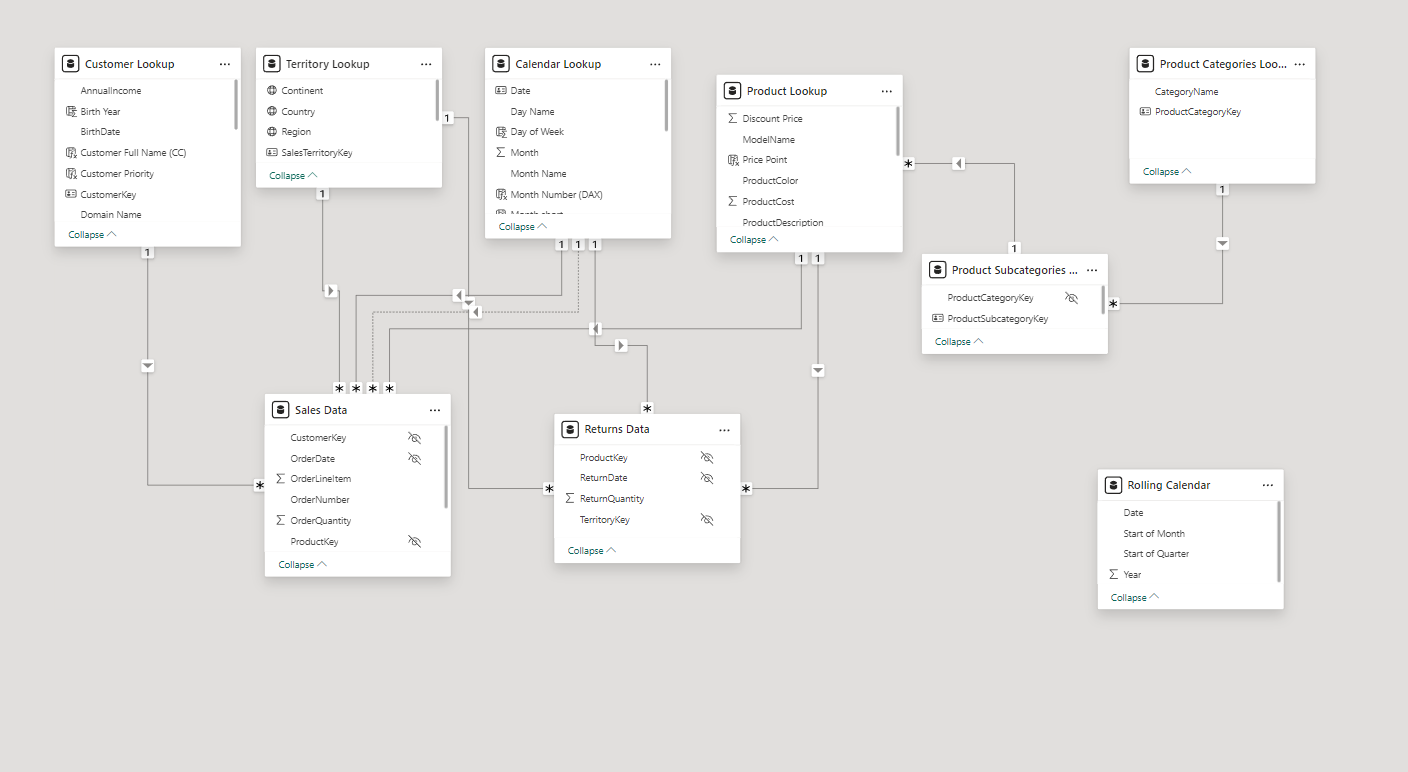 Customer Lookup
AnnualIncome
Birth Year
BirthDate
Customer Full Name (CC)
Customer Priority
CustomerKey
Domain Name
Collapse
Territory Lookup
Continent
Country
Region
SalesTerritoryKey
Collapse
Calendar Lookup
Date
Day Name
Day of Week
Month
Month Name
Month Number (DAX)
Collapse
Product Lookup
Discount Price
ModelName
Price Point
ProductColor
ProductCost
ProductDescription
Collapse
Product Categories Loo...
CategoryName
ProductCategoryKey
Collapse
Product Subcategories ...
ProductCategoryKey
ProductSubcategoryKey
Collapse
1
1
1
1 1 1
1 1
*
1
1
*
* * * *
*
*
*
*
Sales Data
CustomerKey
OrderDate
OrderLineItem
OrderNumber
OrderQuantity
ProductKey
Collapse
Returns Data
ProductKey
ReturnDate
ReturnQuantity
TerritoryKey
Collapse
Rolling Calendar
Date
Start of Month
Start of Quarter
Year
Collapse